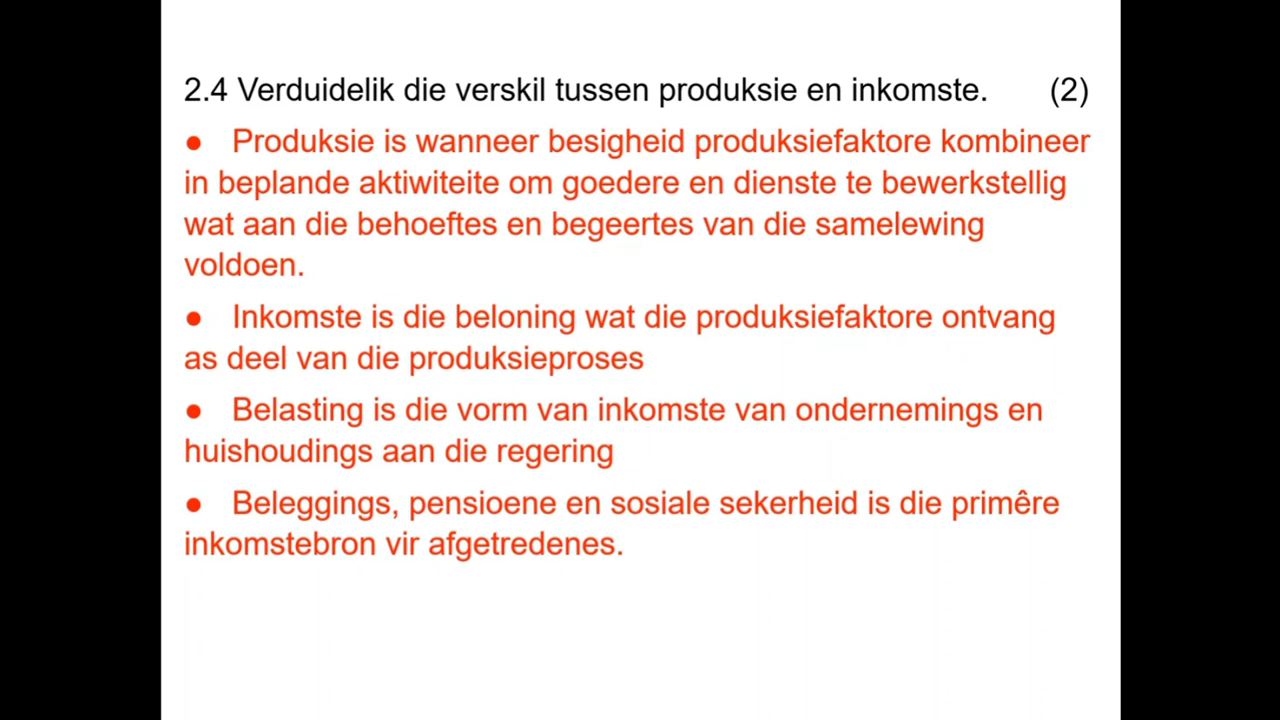 2.4 Verduidelik die verskil tussen produksie en inkomste. (2)
● Produksie is wanneer besigheid produksiefaktore kombineer
in beplande aktiwiteite om goedere en dienste te bewerkstellig
wat aan die behoeftes en begeertes van die samelewing
voldoen.
● Inkomste is die beloning wat die produksiefaktore ontvang
as deel van die produksieproses
● Belasting is die vorm van inkomste van ondernemings en
huishoudings aan die regering
● Beleggings, pensioene en sosiale sekerheid is die primêre
inkomstebron vir afgetredenes.